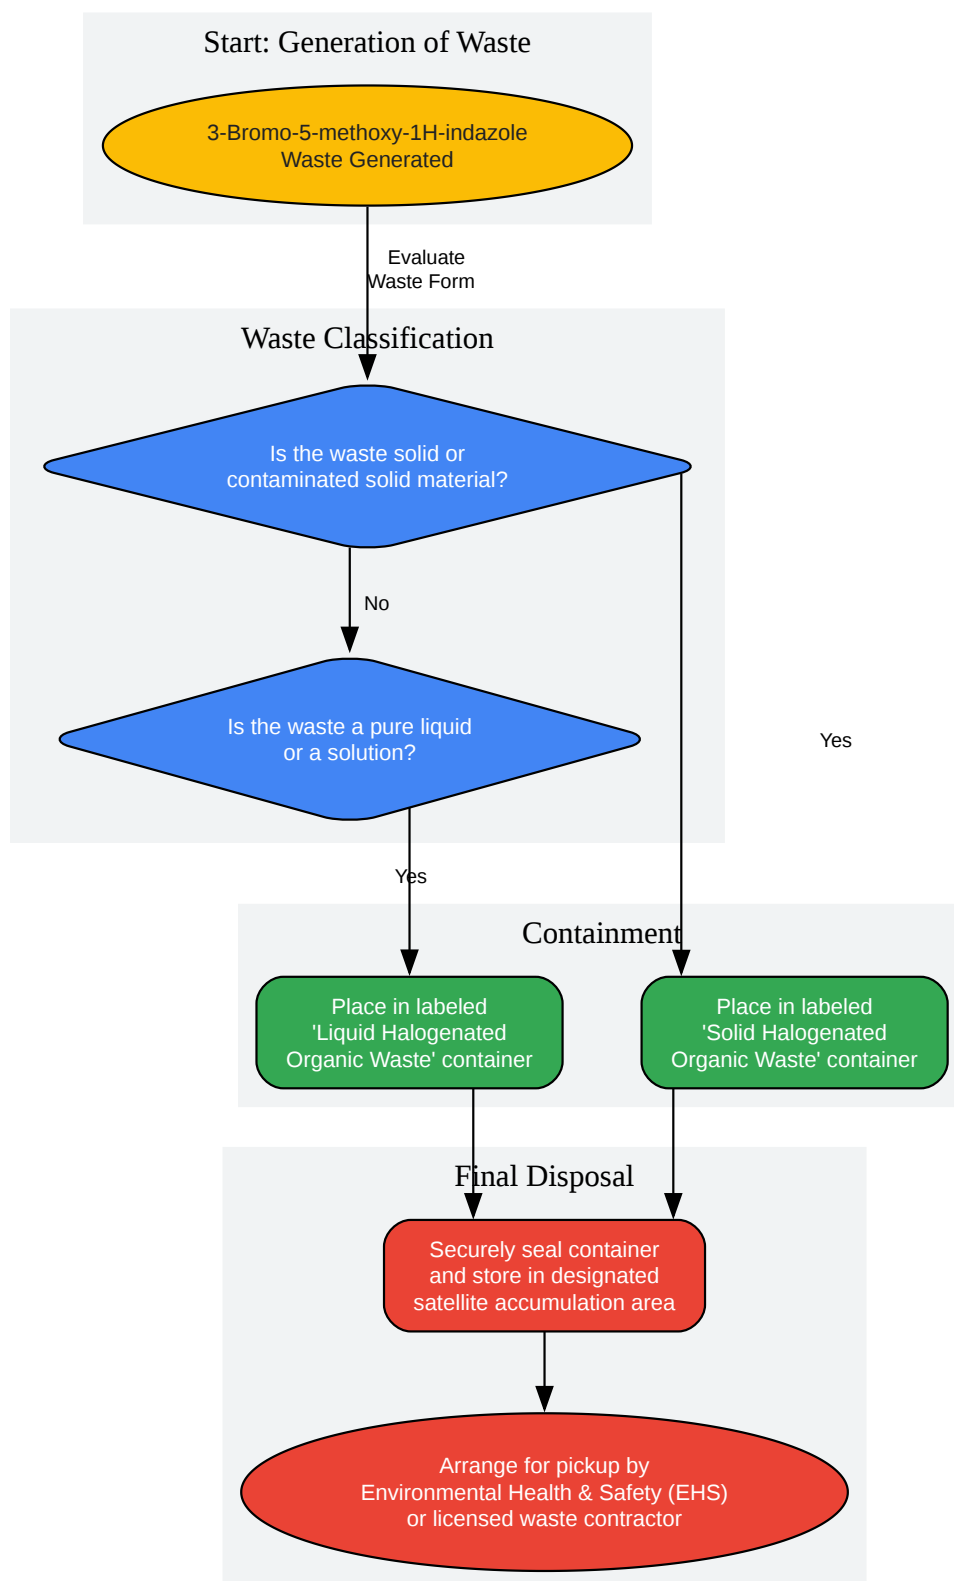 Start: Generation of Waste
3-Bromo-5-methoxy-1H-indazole
Waste Generated
Evaluate
Waste Form
Waste Classification
Is the waste solid or
contaminated solid material?
No
Is the waste a pure liquid
or a solution?
Yes
Yes
Containment
Place in labeled
'Liquid Halogenated
Organic Waste' container
Place in labeled
'Solid Halogenated
Organic Waste' container
Final Disposal
Securely seal container
and store in designated
satellite accumulation area
Arrange for pickup by
Environmental Health & Safety (EHS)
or licensed waste contractor